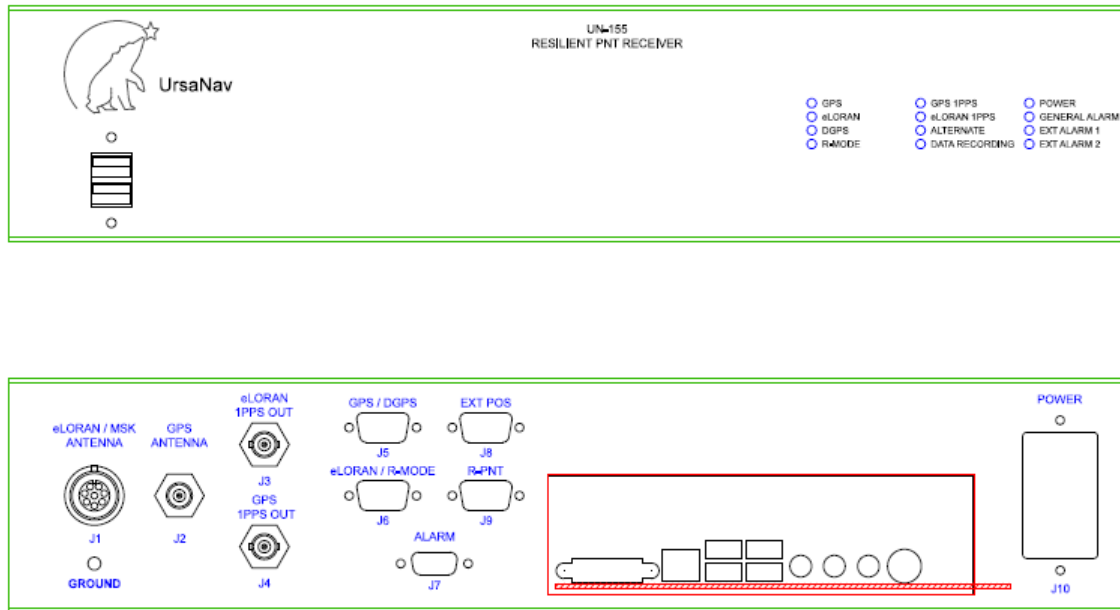 UN-155
RESILIENT PNT RECEIVER
UrsaNav
GPS
eLORAN
DGPS
R-MODE
GPS 1PPS
eLORAN 1PPS
ALTERNATE
DATA RECORDING
POWER
GENERAL ALARM
EXT ALARM 1
EXT ALARM 2
eLORAN / MSK
ANTENNA
J1
GROUND
GPS
ANTENNA
J2
eLORAN
1PPS OUT
J3
GPS
1PPS OUT
J4
GPS / DGPS
J5
eLORAN / R-MODE
J6
ALARM
J7
EXT POS
J8
R-PNT
J9
POWER
J10